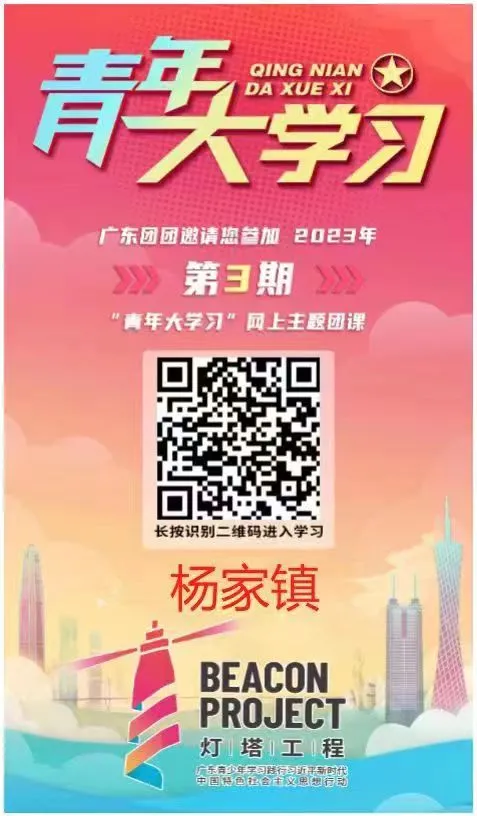 青年
QING NIAN
DA XUE XI
大学习
广东团团邀请您参加 2023年
第3期
“青年大学习”网上主题团课
长按识别二维码进入学习
杨家镇
BEACON
PROJECT
灯塔工程
广东青少年学习践行习近平新时代
中国特色社会主义思想行动